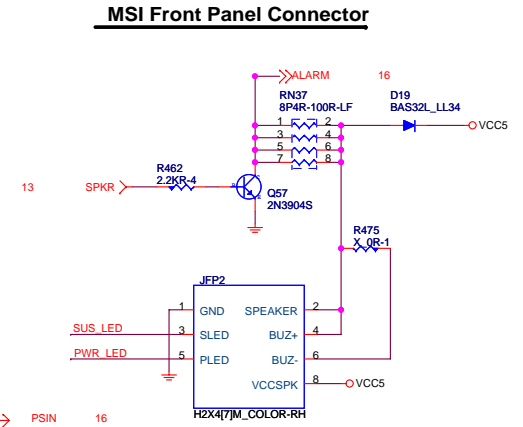 MSI Front Panel Connector
ALARM 16
RN37
8P4R-100R-LF
D19
BAS32L_LL34
1 2
3 4
5 6
7 8
VCC5
R462
2.2KR-4
13 SPKR
Q57
2N3904S
R475
X_0R-1
JFP2
1 GND SPEAKER 2
SUS_LED 3 SLED BUZ+ 4
PWR_LED 5 PLED BUZ- 6
VCCSPK 8 VCC5
H2X4[7]M_COLOR-RH
PSIN 16